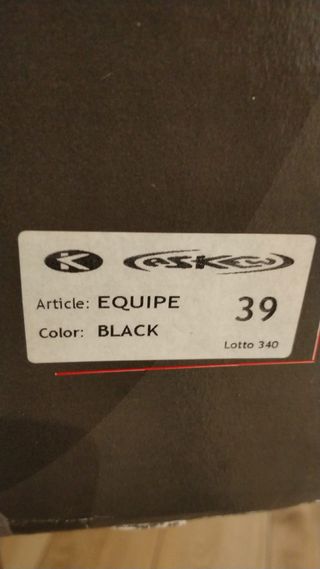 K
Article: EQUIPE
39
Color: BLACK
Lotto 340